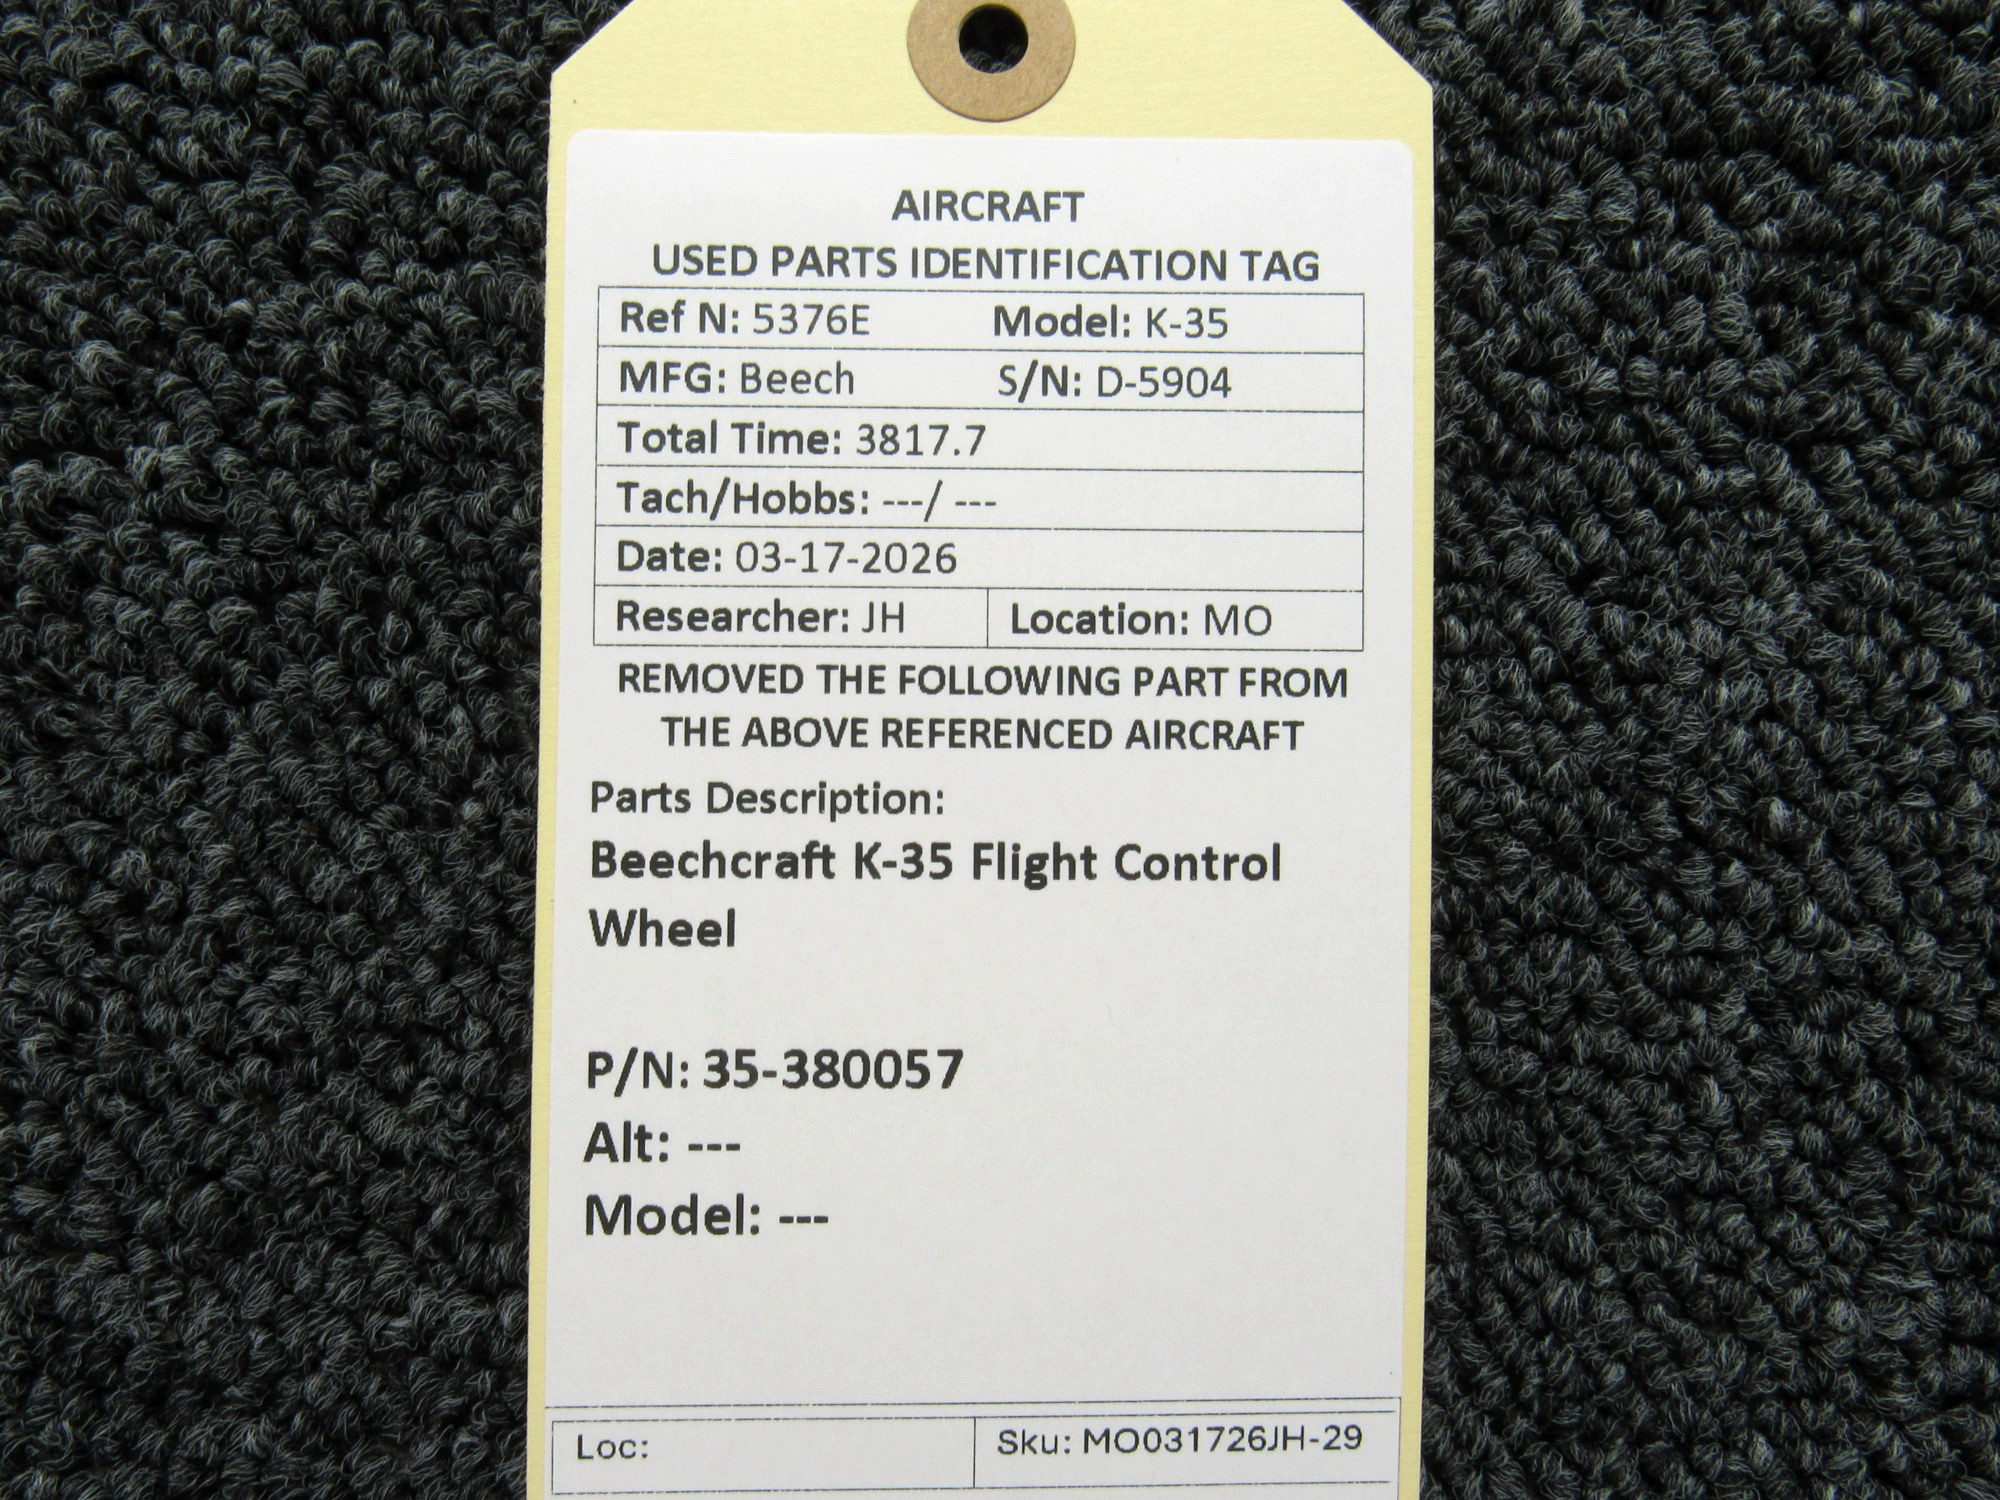 AIRCRAFT
USED PARTS IDENTIFICATION TAG
Ref N: 5376E Model: K-35
MFG: Beech S/N: D-5904
Total Time: 3817.7
Tach/Hobbs: ---/ ---
Date: 03-17-2026
Researcher: JH Location: MO
REMOVED THE FOLLOWING PART FROM
THE ABOVE REFERENCED AIRCRAFT
Parts Description:
Beechcraft K-35 Flight Control
Wheel
P/N: 35-380057
Alt: ---
Model: ---
Loc: Sku: MO031726JH-29